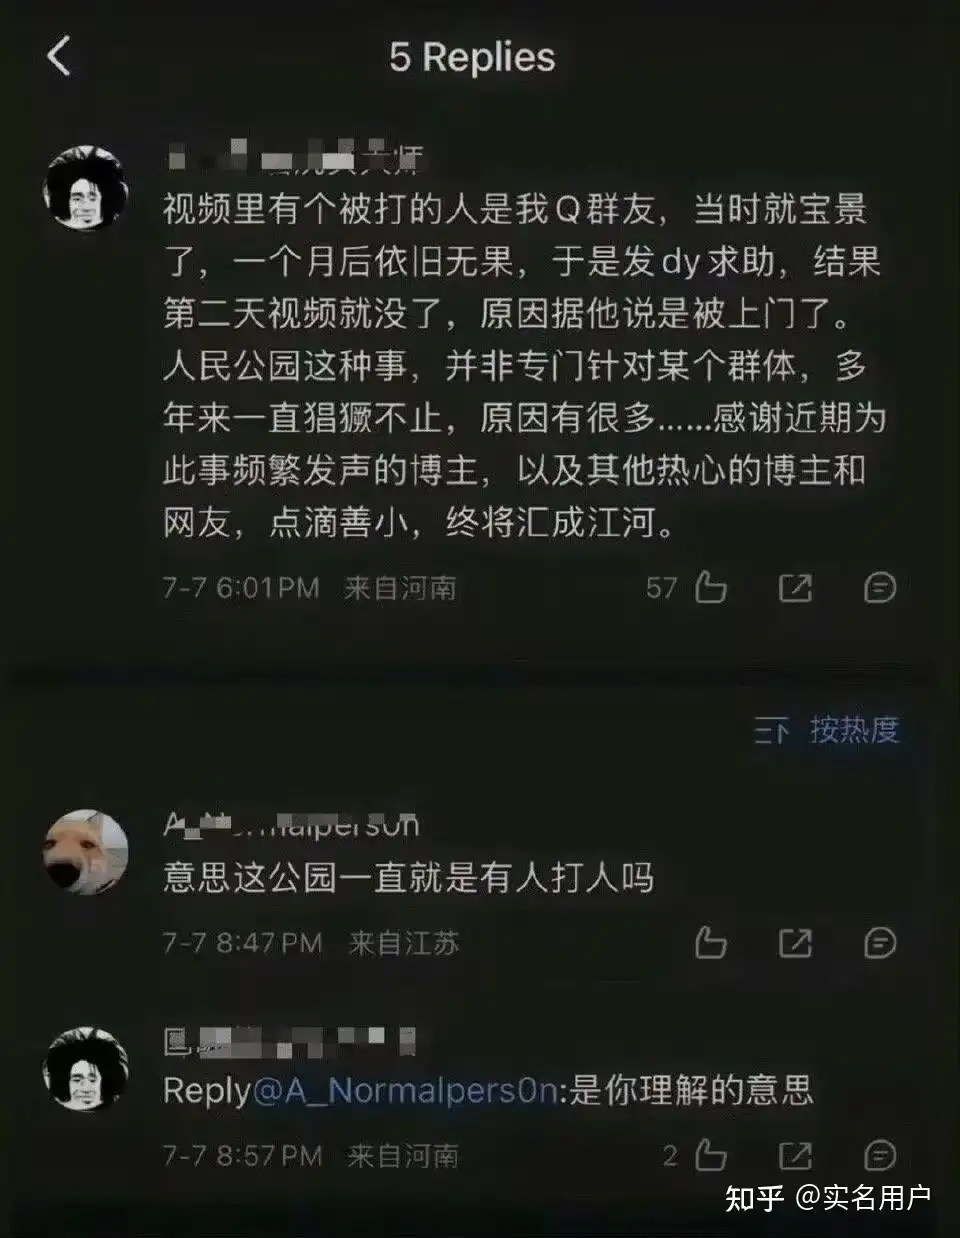 5 Replies
大师
视频里有个被打的人是我Q群友，当时就宝景
了，一个月后依旧无果，于是发dy求助，结果
第二天视频就没了，原因据他说是被上门了。
人民公园这种事，并非专门针对某个群体，多
年来一直猖獗不止，原因有很多……感谢近期为
此事频繁发声的博主，以及其他热心的博主和
网友，点滴善小，终将汇成江河。
7-7 6:01PM 来自河南 57
按热度
意思这公园一直就是有人打人吗
7-7 8:47PM 来自江苏
Reply@A_Normalpers0n:是你理解的意思
7-7 8:57PM 来自河南 2
知乎 @实名用户